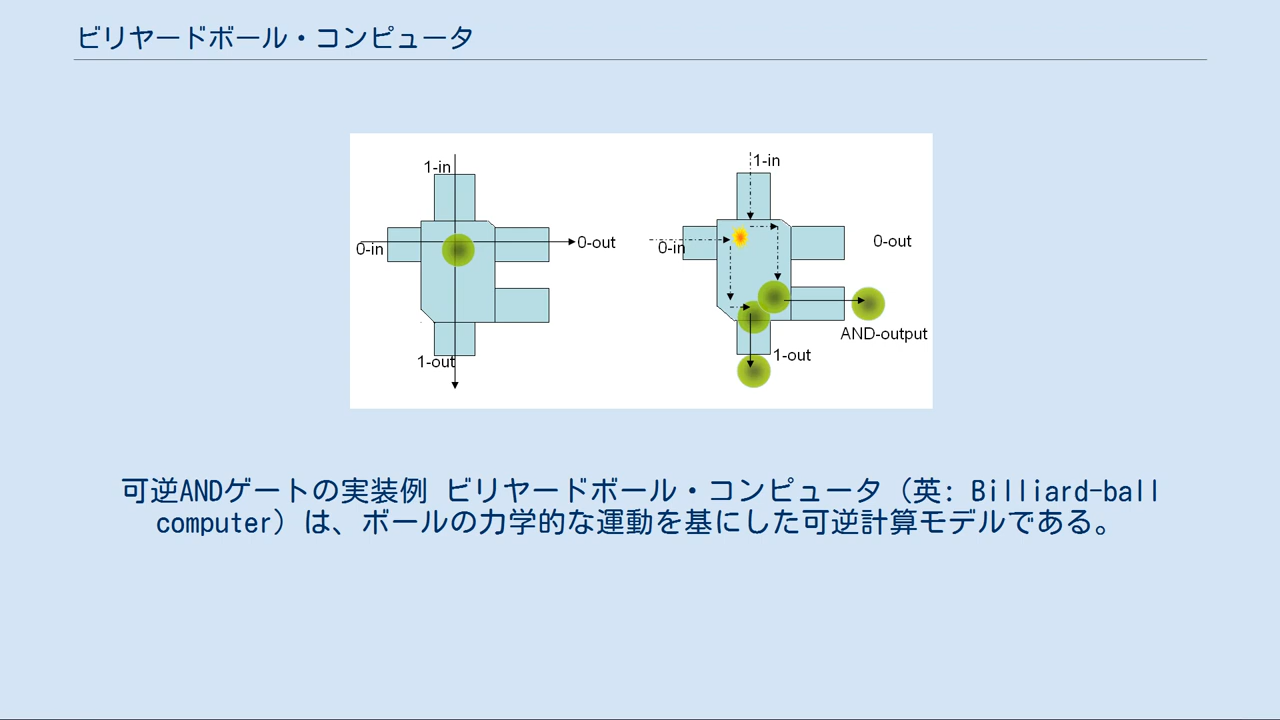 ビリヤードボール・コンピュータ
1-in
0-in
0-out
1-out
1-in
0-in
0-out
AND-output
1-out
可逆ANDゲートの実装例 ビリヤードボール・コンピュータ（英: Billiard-ball
computer）は、ボールの力学的な運動を基にした可逆計算モデルである。